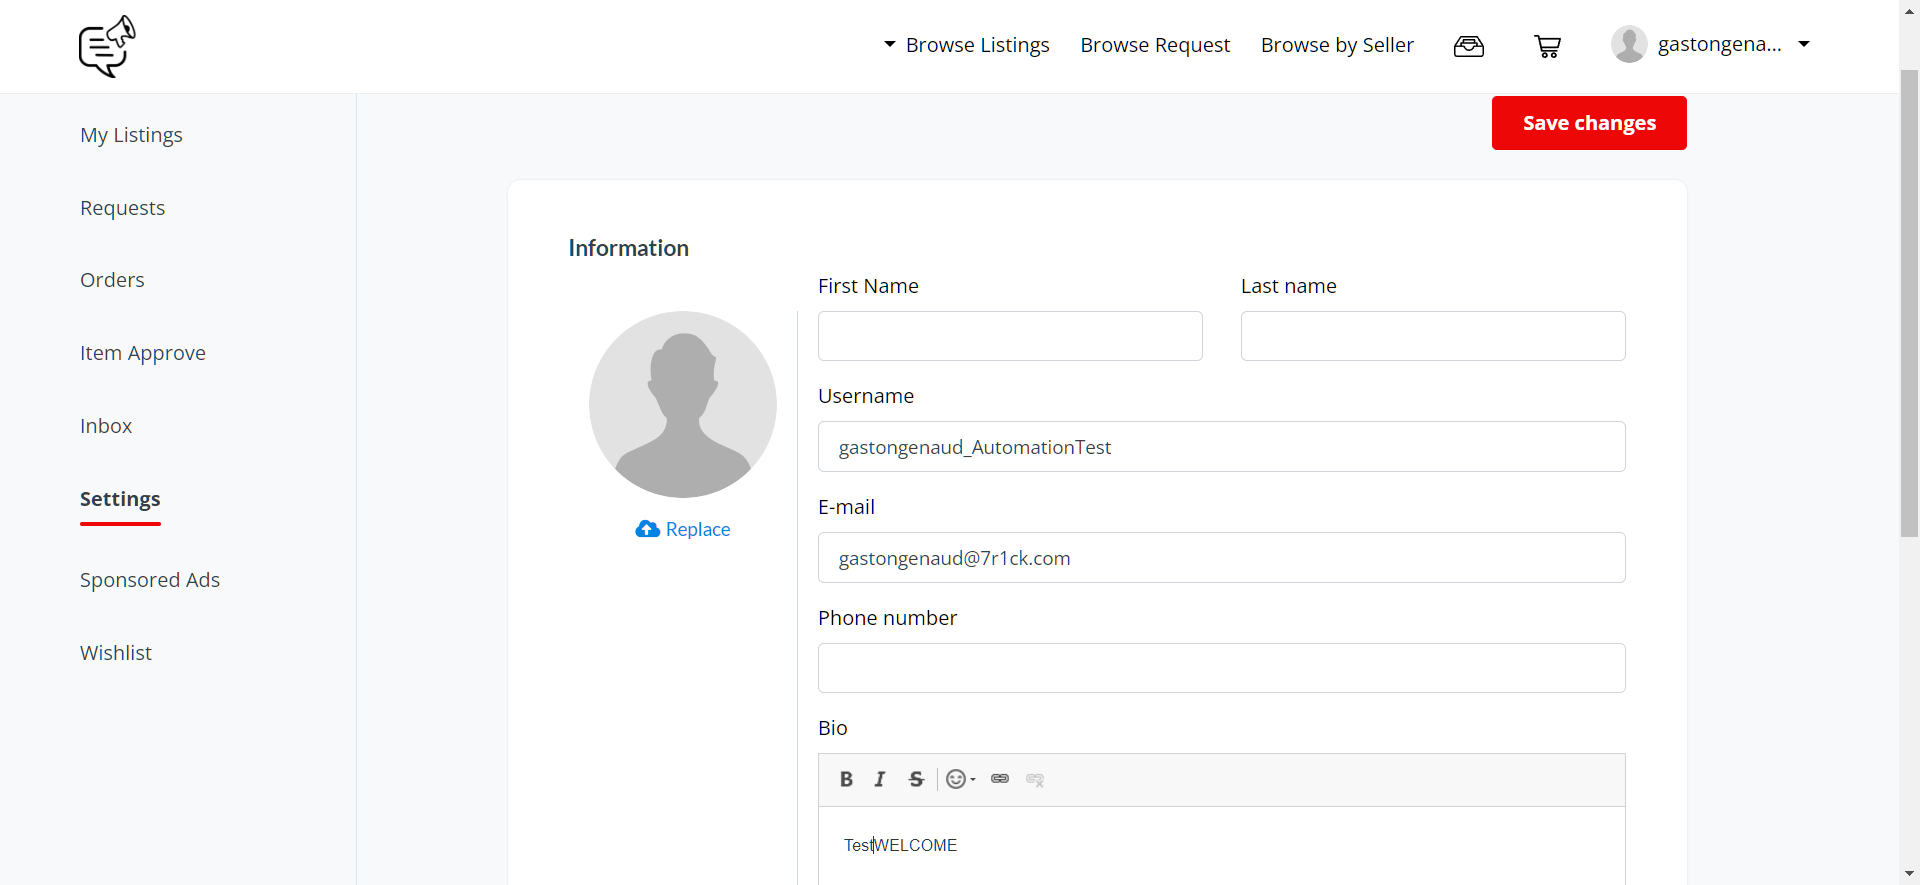 Browse Listings
Browse Request
Browse by Seller
gastongena...
My Listings
Requests
Orders
Item Approve
Inbox
Settings
Sponsored Ads
Wishlist
Save changes
Information
Replace
First Name
Last name
Username
gastongenaud_AutomationTest
E-mail
gastongenaud@7r1ck.com
Phone number
Bio
B I S
TestWELCOME